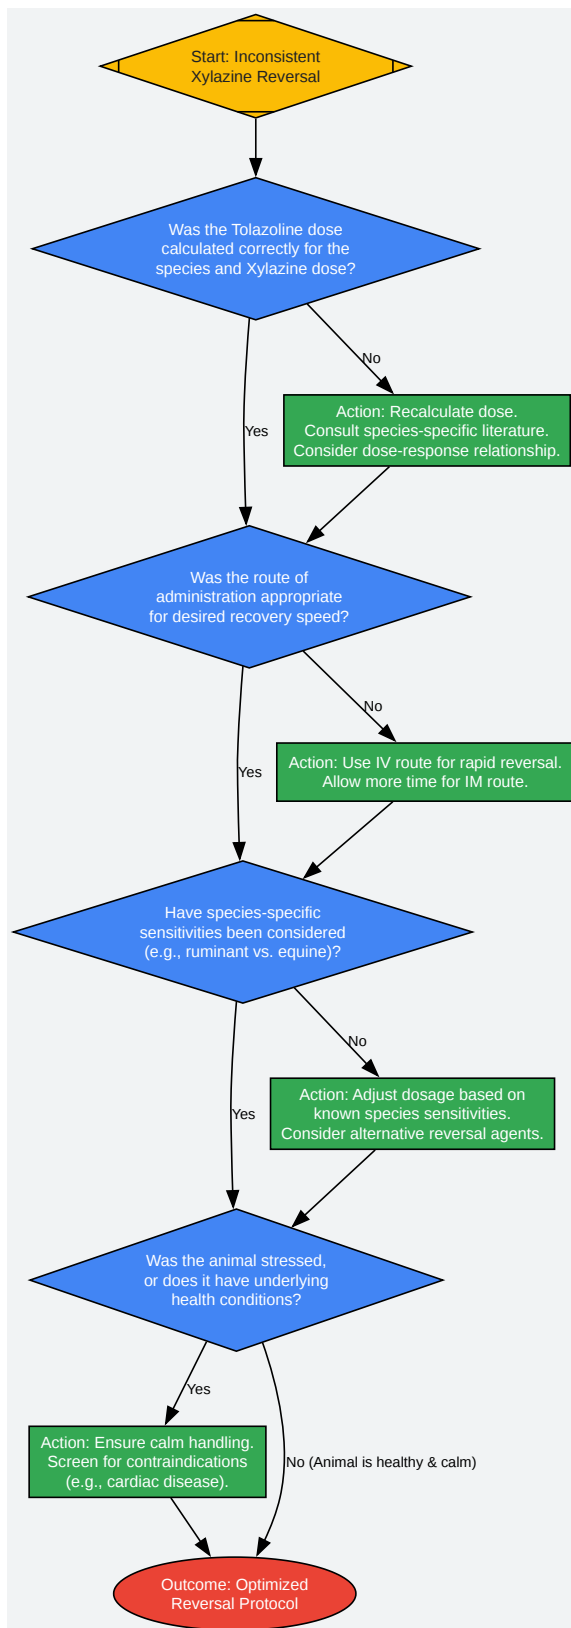 Start: Inconsistent
Xylazine Reversal
Was the Tolazoline dose
calculated correctly for the
species and Xylazine dose?
No
Yes
Action: Recalculate dose.
Consult species-specific literature.
Consider dose-response relationship.
Was the route of
administration appropriate
for desired recovery speed?
No
Yes
Action: Use IV route for rapid reversal.
Allow more time for IM route.
Have species-specific
sensitivities been considered
(e.g., ruminant vs. equine)?
No
Yes
Action: Adjust dosage based on
known species sensitivities.
Consider alternative reversal agents.
Was the animal stressed,
or does it have underlying
health conditions?
Yes
No (Animal is healthy & calm)
Action: Ensure calm handling.
Screen for contraindications
(e.g., cardiac disease).
Outcome: Optimized
Reversal Protocol